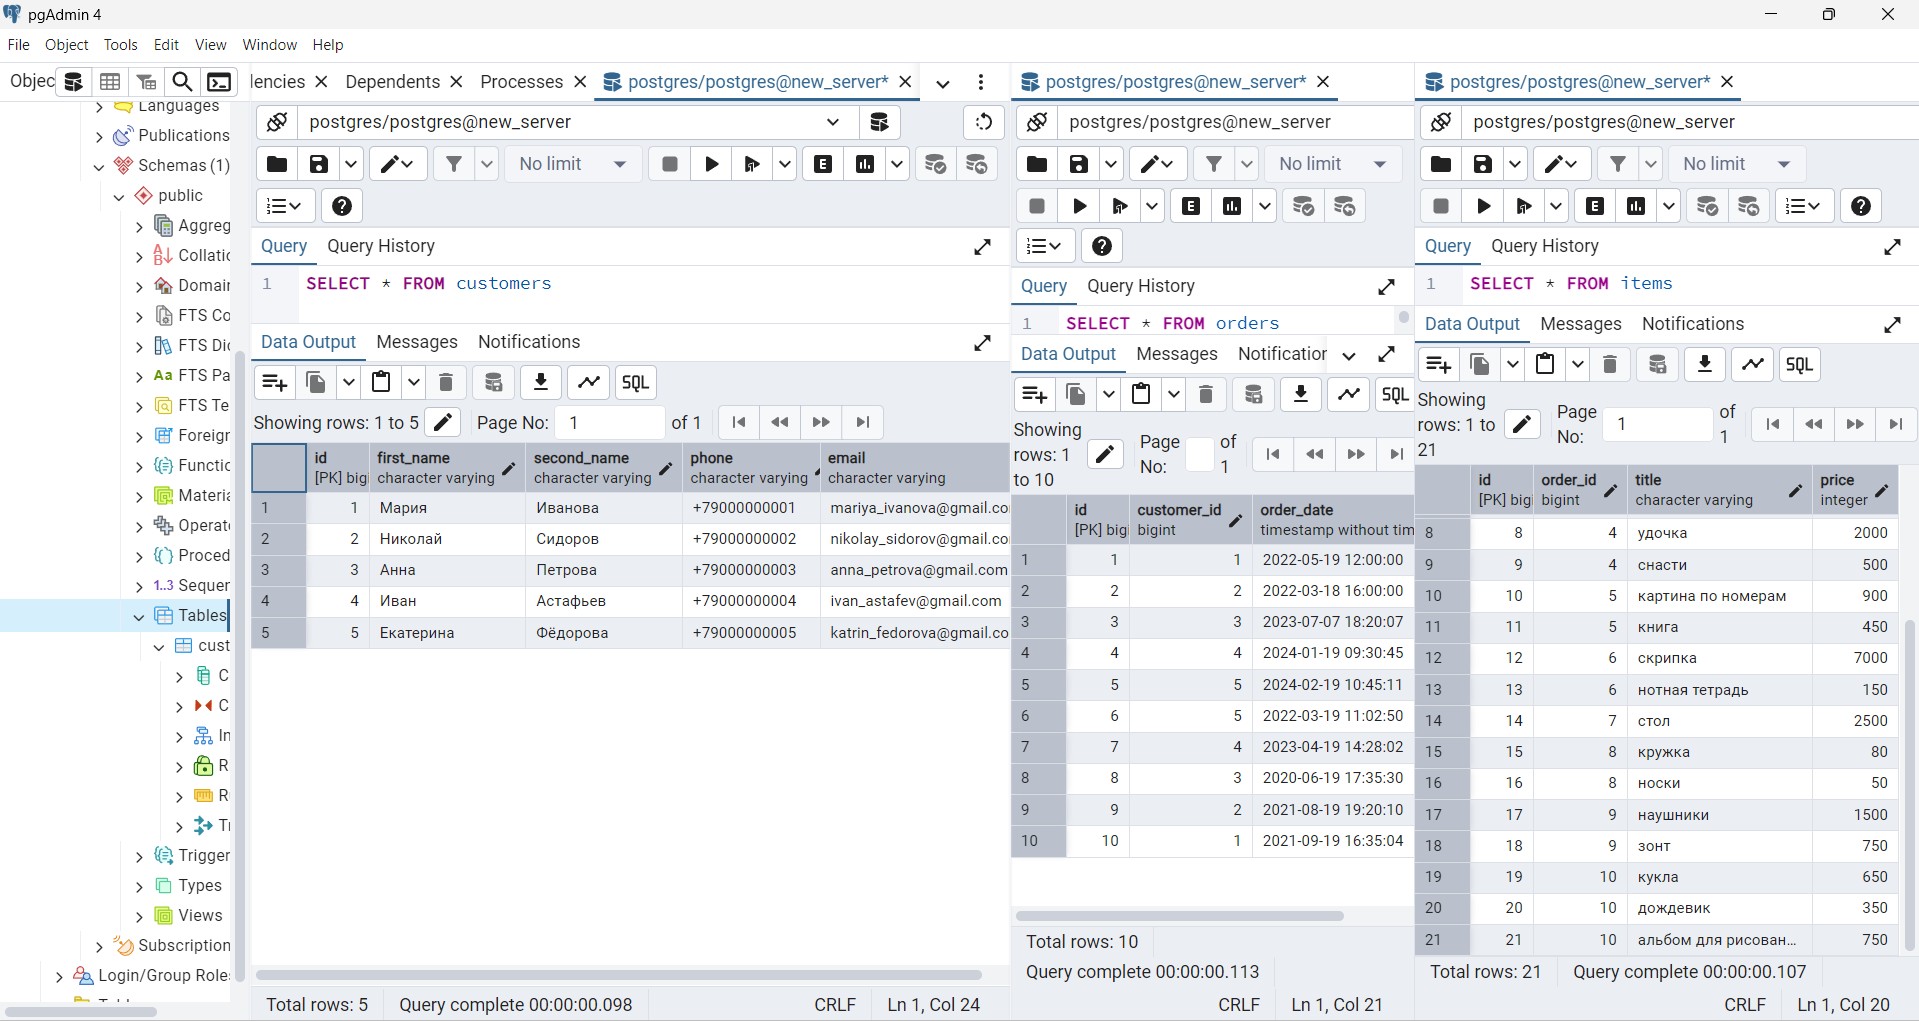 pgAdmin 4
File Object Tools Edit View Window Help
Objec
Languages
Publications
Schemas (1)
public
Aggreg
Collatic
Domair
FTS Co
FTS Dic
Aa FTS Pa
FTS Te
Foreigr
Functic
Materia
Operat
Proced
1..3 Sequer
Tables
cust
C
C
In
R
R
Tr
Trigger
Types
Views
Subscription
Login/Group Role
lencies Dependents Processes postgres/postgres@new_server*
postgres/postgres@new_server
No limit
E
Query Query History
1 SELECT * FROM customers
Data Output Messages Notifications
SQL
Showing rows: 1 to 5 Page No: 1 of 1
id first_name second_name phone email
[PK] big character varying character varying character varying character varying
1 1 Мария Иванова +79000000001 mariya_ivanova@gmail.co
2 2 Николай Сидоров +79000000002 nikolay_sidorov@gmail.co
3 3 Анна Петрова +79000000003 anna_petrova@gmail.com
4 4 Иван Астафьев +79000000004 ivan_astafev@gmail.com
5 5 Екатерина Фёдорова +79000000005 katrin_fedorova@gmail.co
Total rows: 5 Query complete 00:00:00.098 CRLF Ln 1, Col 24
postgres/postgres@new_server*
postgres/postgres@new_server
No limit
E
Query Query History
1 SELECT * FROM orders
Data Output Messages Notification
SQL
Showing
rows: 1
to 10
Page
No:
of
1
id customer_id order_date
[PK] big bigint timestamp without tim
1 1 1 2022-05-19 12:00:00
2 2 2 2022-03-18 16:00:00
3 3 3 2023-07-07 18:20:07
4 4 4 2024-01-19 09:30:45
5 5 5 2024-02-19 10:45:11
6 6 5 2022-03-19 11:02:50
7 7 4 2023-04-19 14:28:02
8 8 3 2020-06-19 17:35:30
9 9 2 2021-08-19 19:20:10
10 10 1 2021-09-19 16:35:04
Total rows: 10
Query complete 00:00:00.113
CRLF Ln 1, Col 21
postgres/postgres@new_server*
postgres/postgres@new_server
No limit
E
Query Query History
1 SELECT * FROM items
Data Output Messages Notifications
SQL
Showing
rows: 1 to
21
Page
No:
1
of
1
id order_id title price
[PK] big bigint character varying integer
8 8 4 удочка 2000
9 9 4 снасти 500
10 10 5 картина по номерам 900
11 11 5 книга 450
12 12 6 скрипка 7000
13 13 6 нотная тетрадь 150
14 14 7 стол 2500
15 15 8 кружка 80
16 16 8 носки 50
17 17 9 наушники 1500
18 18 9 зонт 750
19 19 10 кукла 650
20 20 10 дождевик 350
21 21 10 альбом для рисован... 750
Total rows: 21 Query complete 00:00:00.107
CRLF Ln 1, Col 20